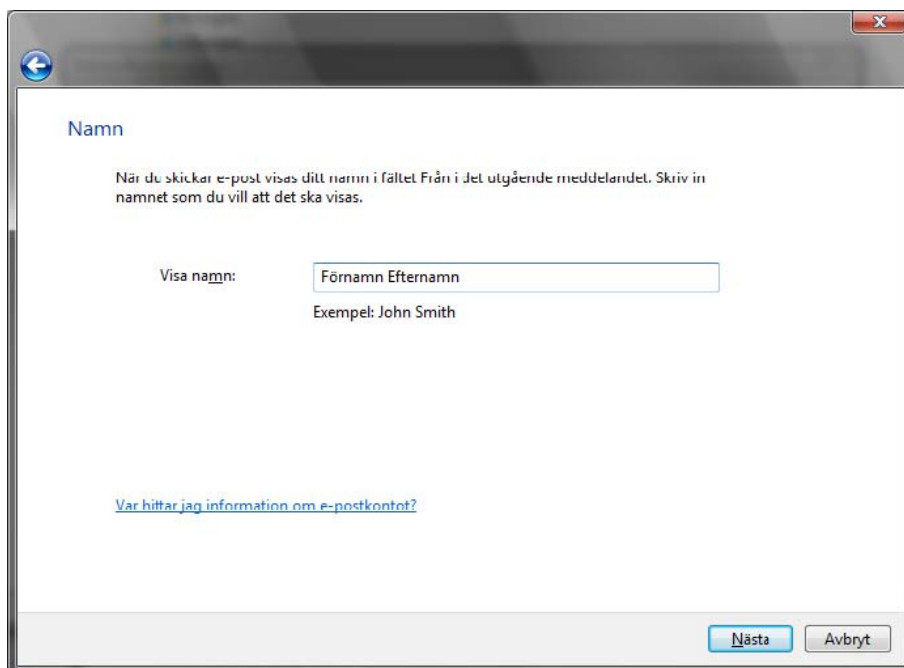 Namn
När du skickar e-post visas ditt namn i fältet Från i det utgående meddelandet. Skriv in
namnet som du vill att det ska visas.
Visa namn: Förnamn Efternamn
Exempel: John Smith
Var hittar jag information om e-postkontot?
Nästa Avbryt